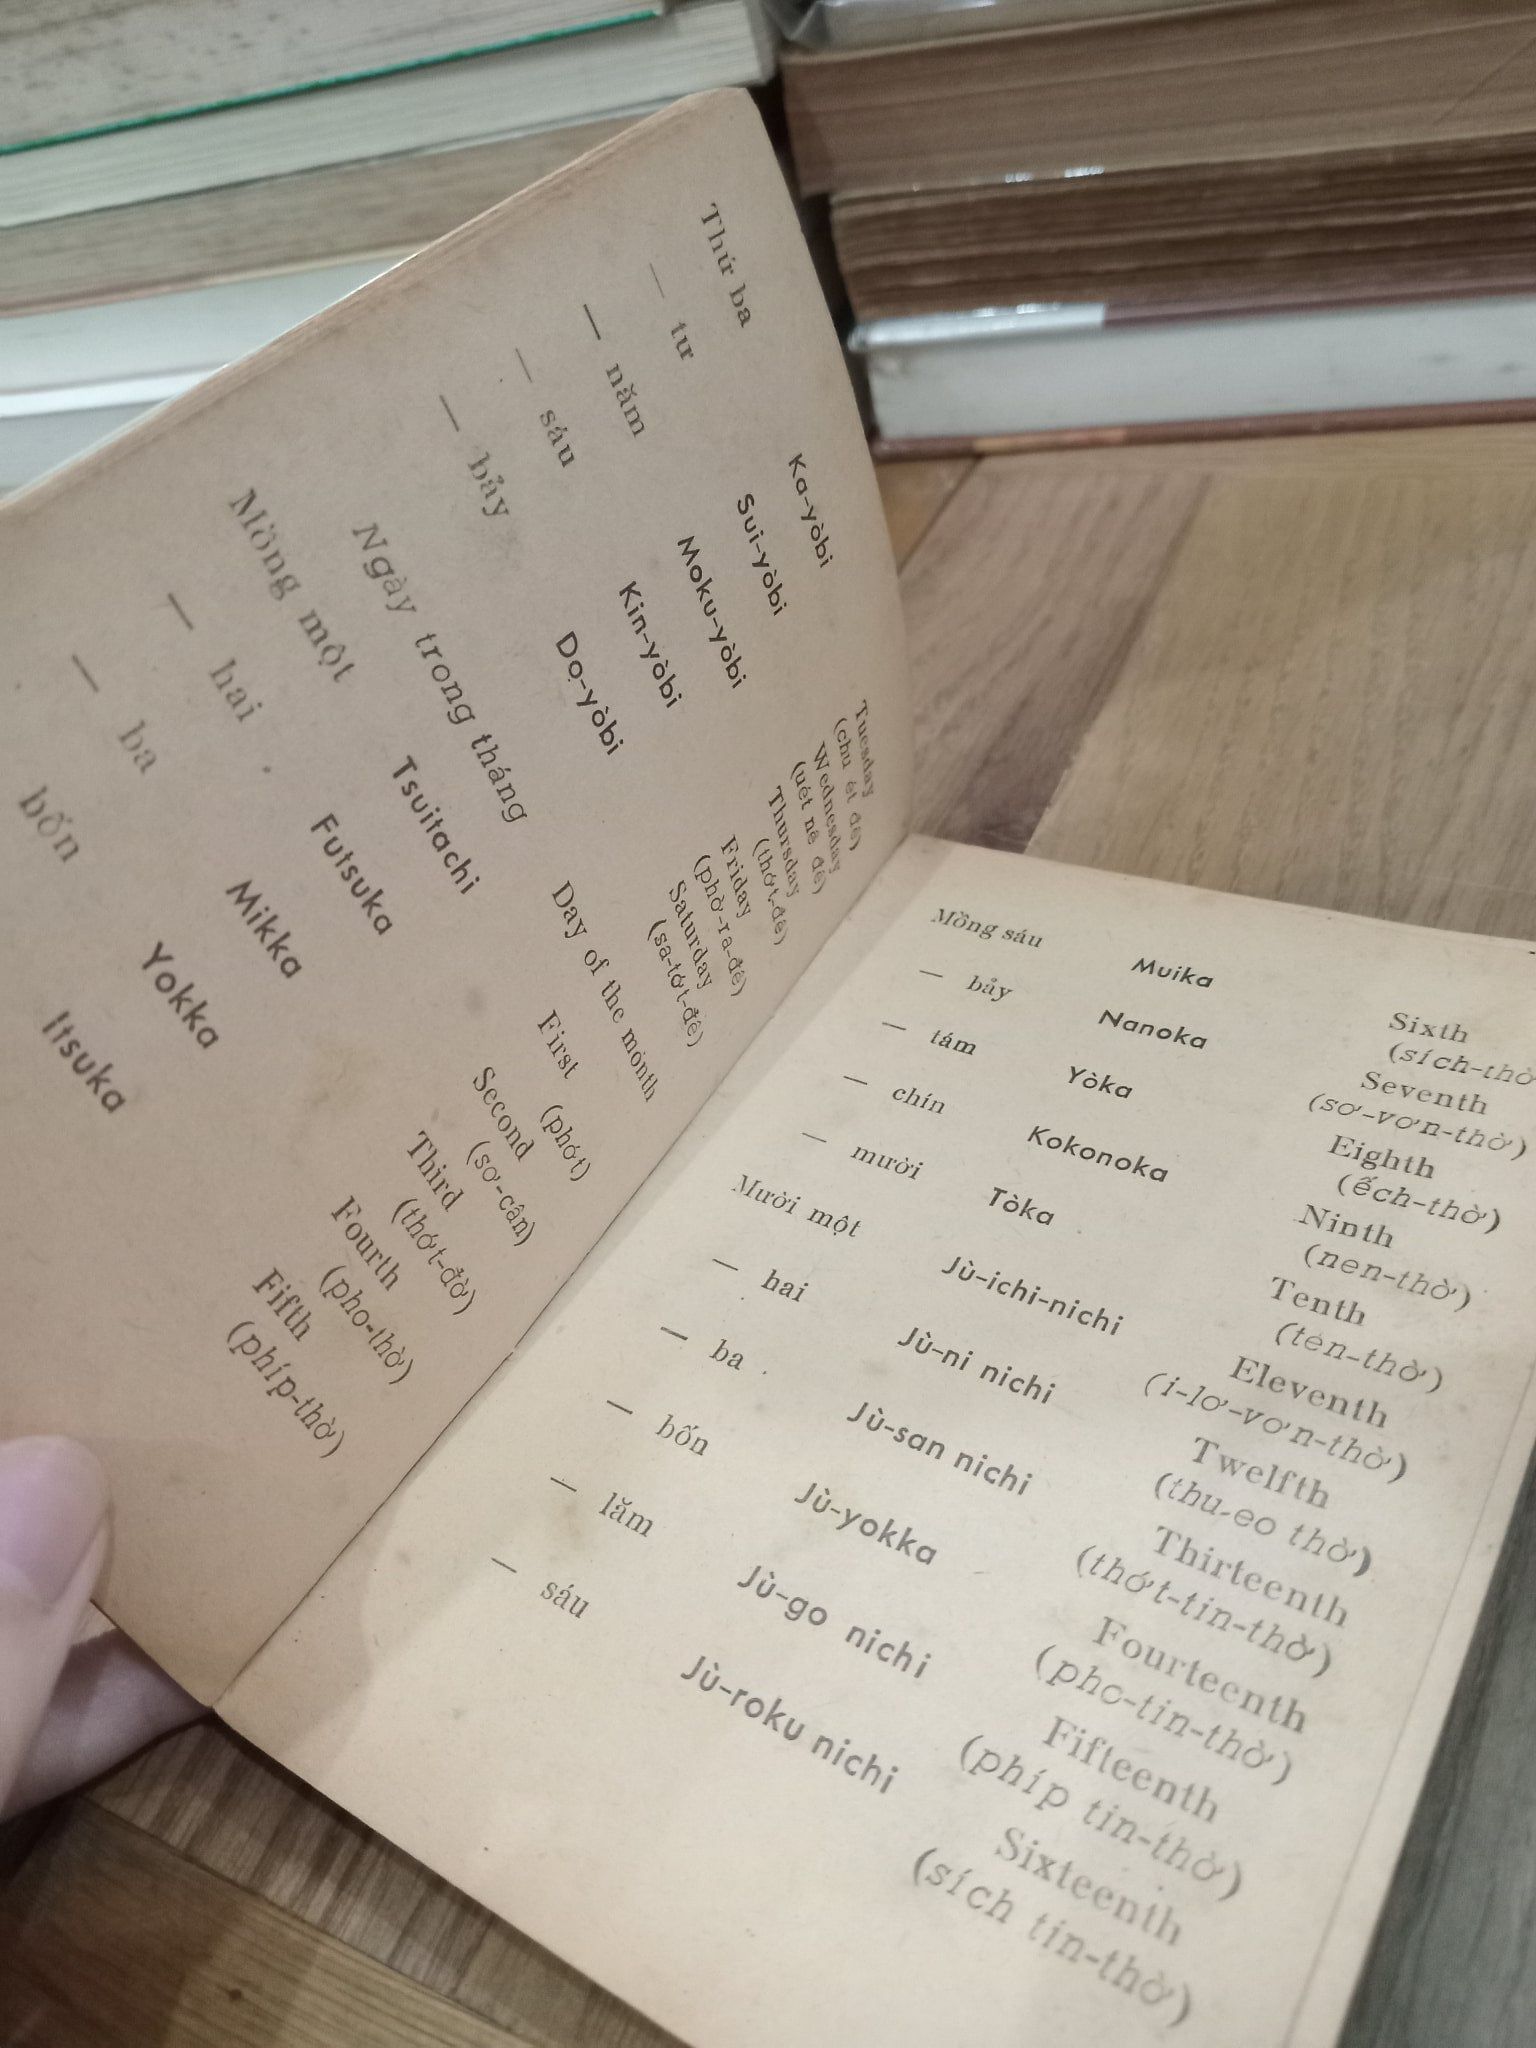 Thứ ba Ka-yòbi Tuesday
(chu ét đê)
— tư Sui-yòbi Wednesday
(uét nê đê)
— năm Moku-yòbi Thursday
(thớt-đê)
— sáu Kin-yòbi Friday
(phờ-ra-đê)
— bảy Dọ-yòbi Saturday
(sa-tớt-đê)
Ngày trong tháng Day of the mónth
Mồng một Tsuitachi First (phớt)
— hai Futsuka Second
(sơ-cân)
— ba Mikka Third
(thớt-đờ)
bốn Yokka Fourth
(pho-thờ)
Itsuka Fifth
(phíp-thờ)
Mồng sáu Muika Sixth
(sích-thờ
— bảy Nanoka Seventh
(sơ-vơn-thờ)
— tám Yòka Eighth
(ếch-thờ)
— chín Kokonoka Ninth
(nen-thờ)
— mười Tòka Tenth
(ten-thờ)
Mười một Jù-ichi-nichi Eleventh
(i-lơ-vơn-thờ)
— hai Jù-ni nichi Twelfth
(thu-eo thờ)
— ba Jù-san nichi Thirteenth
(thớt-tin-thờ)
— bốn Jù-yokka Fourteenth
(pho-tin-thờ)
— lăm Jù-go nichi Fifteenth
(phíp tin-thờ)
— sáu Jù-roku nichi Sixteenth
(sích tin-thờ)